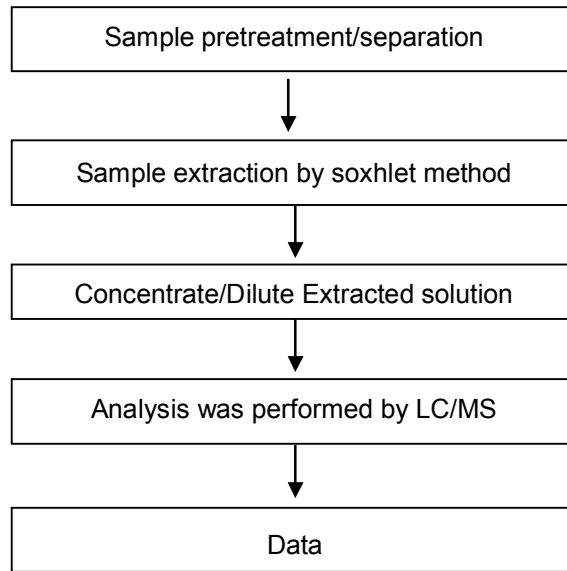 Sample pretreatment/separation
Sample extraction by soxhlet method
Concentrate/Dilute Extracted solution
Analysis was performed by LC/MS
Data